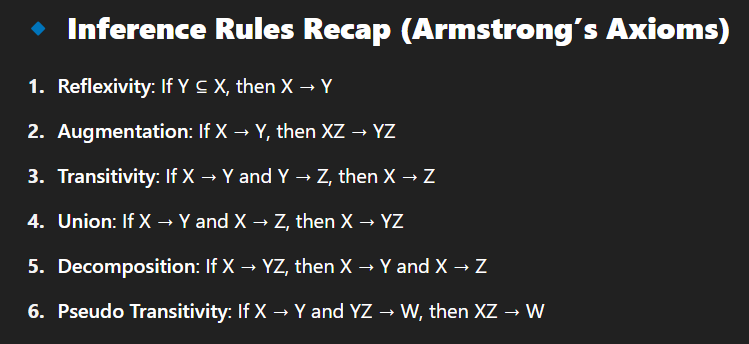 Inference Rules Recap (Armstrong's Axioms)
1. Reflexivity: If Y ⊆ X, then X → Y
2. Augmentation: If X → Y, then XZ → YZ
3. Transitivity: If X → Y and Y → Z, then X → Z
4. Union: If X → Y and X → Z, then X → YZ
5. Decomposition: If X → YZ, then X → Y and X → Z
6. Pseudo Transitivity: If X → Y and YZ → W, then XZ → W